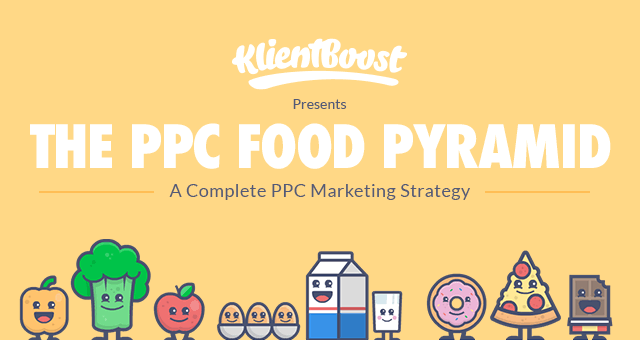 KlientBoost
Presents
THE PPC FOOD PYRAMID
A Complete PPC Marketing Strategy